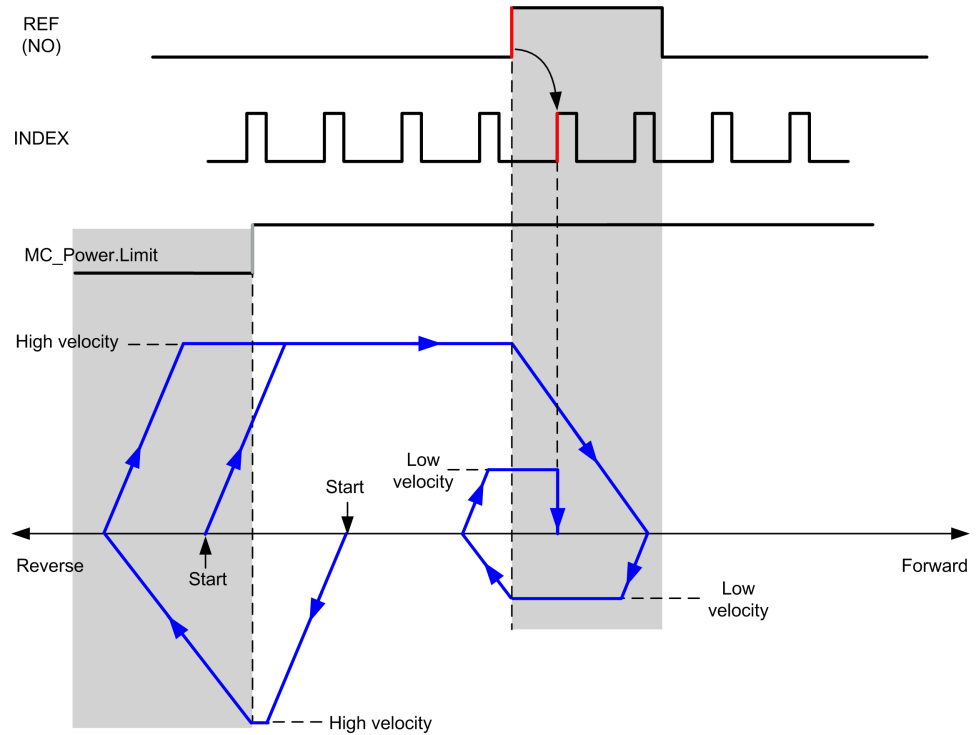 REF
(NO)
INDEX
MC_Power.Limit
High velocity
Low
velocity
Start
Reverse
Start
Forward
Low
velocity
High velocity